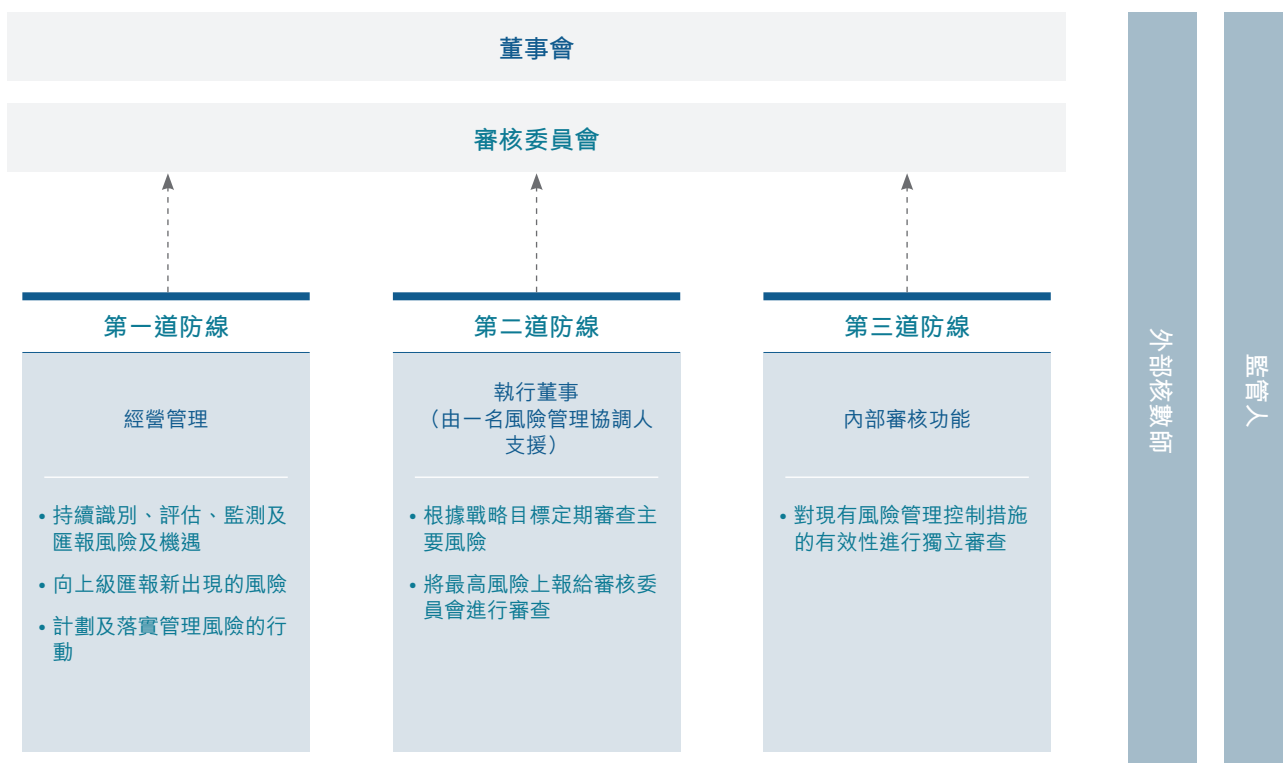 董事會
審核委員會
第一道防線
經營管理
• 持續識別、評估、監測及
匯報風險及機遇
• 向上級匯報新出現的風險
• 計劃及落實管理風險的行
動
第二道防線
執行董事
（由一名風險管理協調人
支援）
• 根據戰略目標定期審查主
要風險
• 將最高風險上報給審核委
員會進行審查
第三道防線
內部審核功能
• 對現有風險管理控制措施
的有效性進行獨立審查
外部核數師
監管人